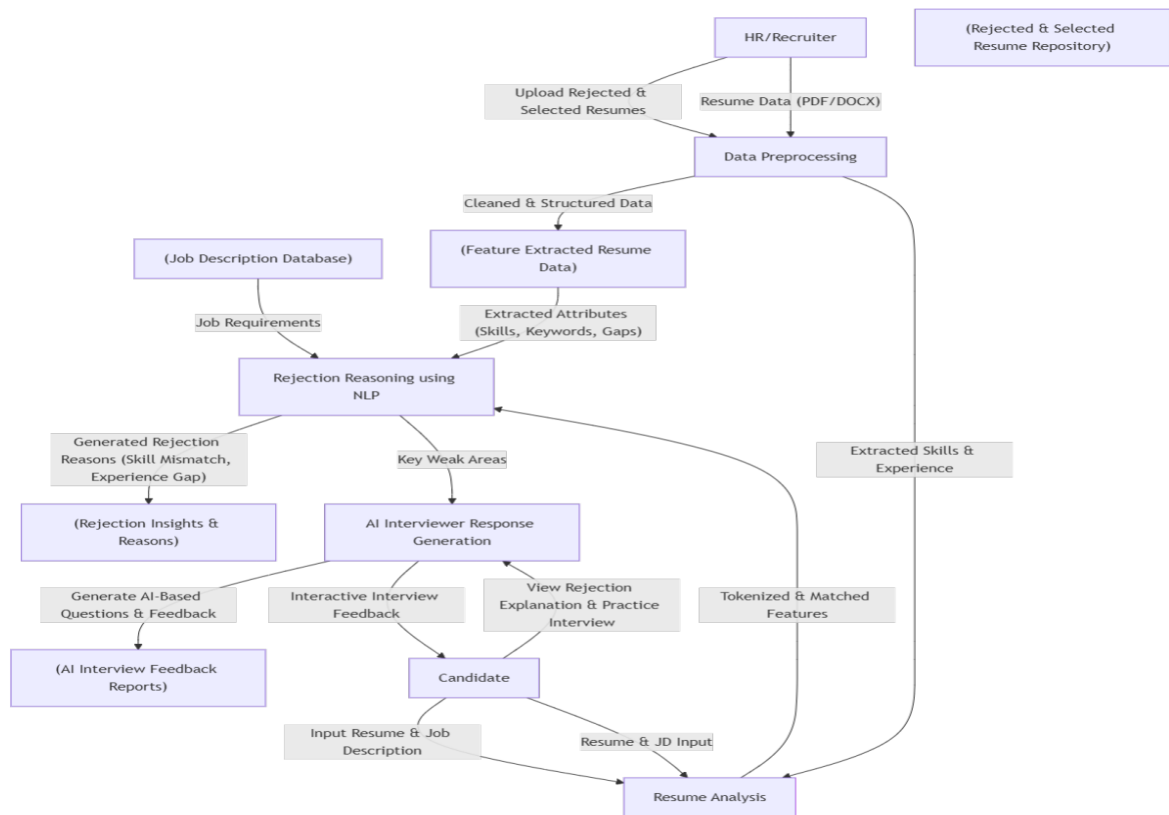 HR/Recruiter
(Rejected & Selected
Resume Repository)
Upload Rejected &
Selected Resumes
Resume Data (PDF/DOCX)
Data Preprocessing
Cleaned & Structured Data
(Job Description Database)
(Feature Extracted Resume
Data)
Job Requirements
Extracted Attributes
(Skills, Keywords, Gaps)
Rejection Reasoning using
NLP
Generated Rejection
Reasons (Skill Mismatch,
Experience Gap)
Key Weak Areas
Extracted Skills &
Experience
(Rejection Insights &
Reasons)
AI Interviewer Response
Generation
Generate AI-Based
Questions & Feedback
Interactive Interview
Feedback
View Rejection
Explanation & Practice
Interview
Tokenized & Matched
Features
(AI Interview Feedback
Reports)
Candidate
Input Resume & Job
Description
Resume & JD Input
Resume Analysis